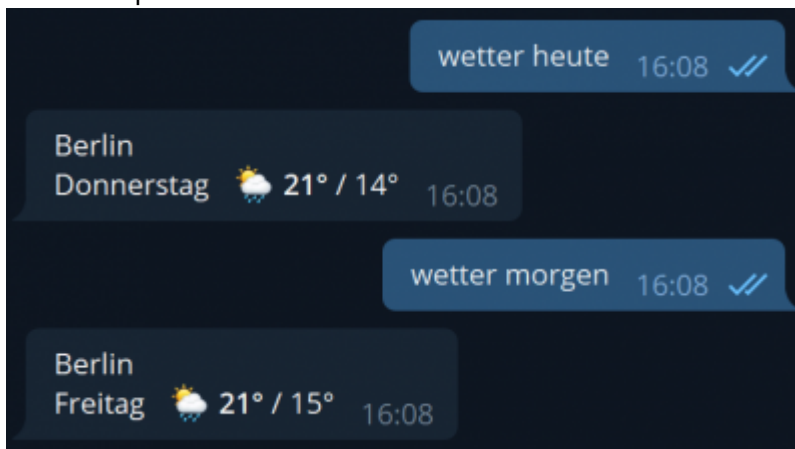 wetter heute 16:08
Berlin
Donnerstag 🌦 21° / 14° 16:08
wetter morgen 16:08
Berlin
Freitag 🌦 21° / 15° 16:08